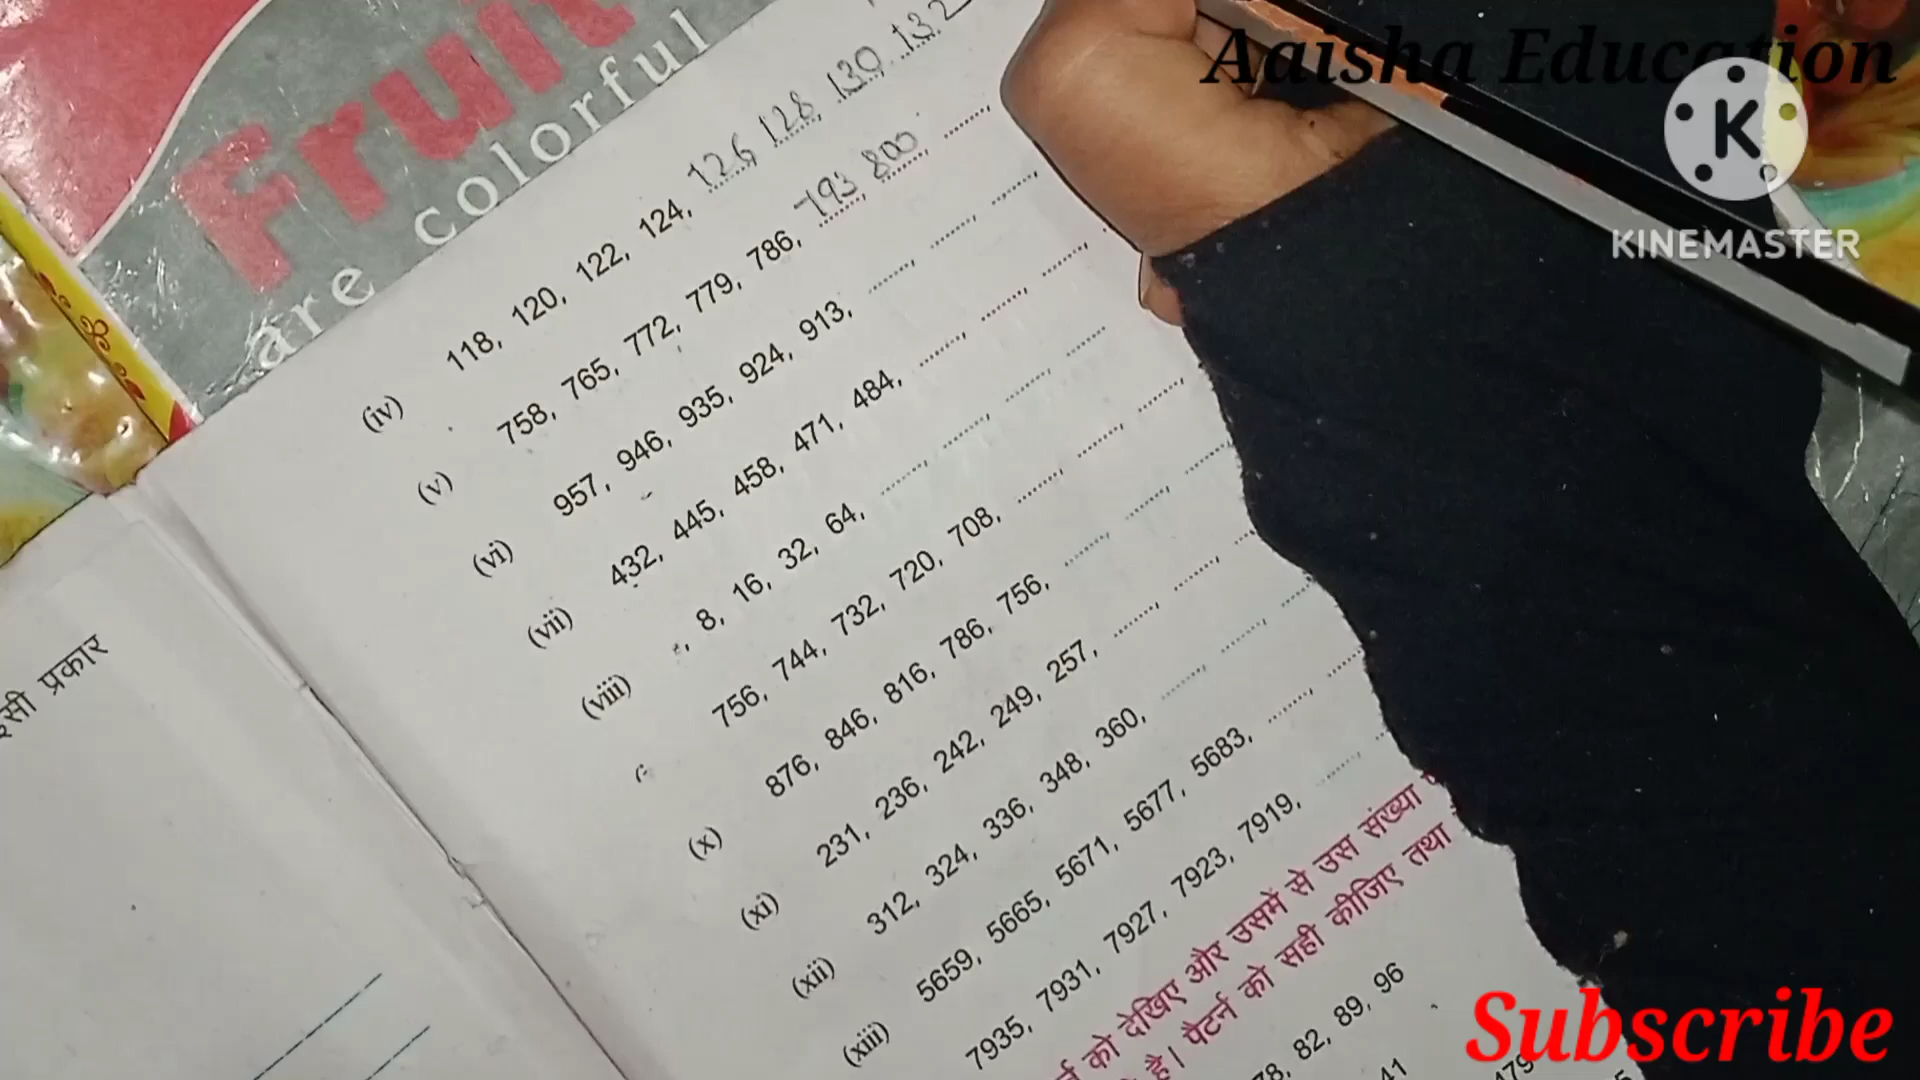 Aaisha Education
K
KINEMASTER
Fruit
are colorful
(iv) 118, 120, 122, 124, 126, 128, 130, 132
(v) 758, 765, 772, 779, 786, 793, 800,
(vi) 957, 946, 935, 924, 913,
(vii) 432, 445, 458, 471, 484,
(viii) 8, 16, 32, 64,
756, 744, 732, 720, 708,
(x) 876, 846, 816, 786, 756,
(xi) 231, 236, 242, 249, 257,
(xii) 312, 324, 336, 348, 360,
(xiii) 5659, 5665, 5671, 5677, 5683,
7935, 7931, 7927, 7923, 7919,
को देखिए और उसमें से उस संख्या
है। पैटर्न को सही कीजिए तथा
78, 82, 89, 96
41
479
प्रकार
Subscribe